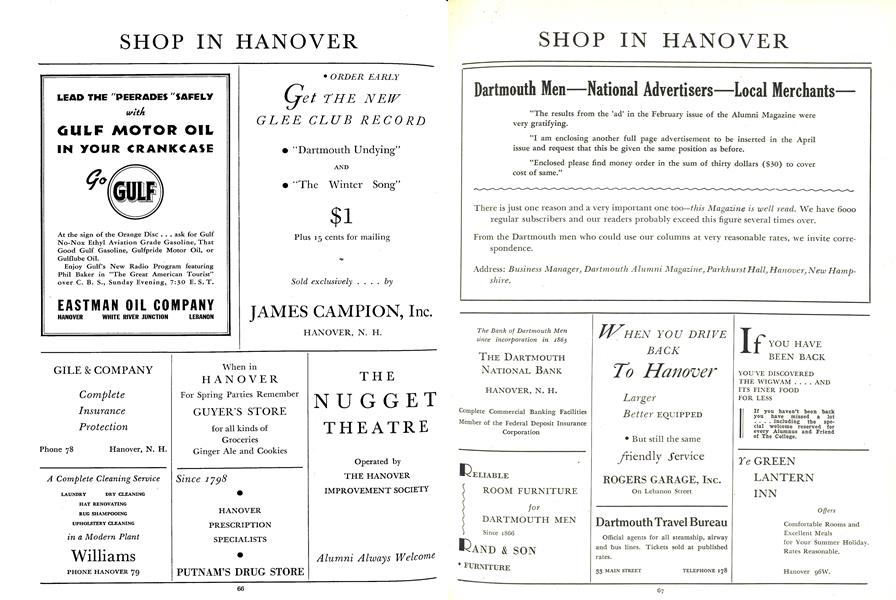 SHOP IN HANOVER
LEAD THE "PEERADES" SAFELY
with
GULF MOTOR OIL
IN YOUR CRANKCASE
Go
GULF
At the sign of the Orange Disc . . . ask for Gulf
No-Nox Ethyl Aviation Grade Gasoline, That
Good Gulf Gasoline, Gulfpride Motor Oil, or
Gulflube Oil.
Enjoy Gulf's New Radio Program featuring
Phil Baker in "The Great American Tourist"
over C. B. S., Sunday Evening, 7:30 E. S. T.
EASTMAN OIL COMPANY
HANOVER WHITE RIVER JUNCTION LEBANON
• ORDER EARLY
Get THE NEW
GLEE CLUB RECORD
● "Dartmouth Undying"
AND
● "The Winter Song"
$1
Plus 15 cents for mailing
~
Sold exclusively . . . . by
JAMES CAMPION, Inc.
HANOVER, N. H.
GILE & COMPANY
Complete
Insurance
Protection
Phone 78 Hanover, N. H.
A Complete Cleaning Service
LAUNDRY DRY CLEANING
HAT RENOVATING
RUG SHAMPOOING
UPHOLSTERY CLEANING
in a Modern Plant
Williams
PHONE HANOVER 79
When in
HANOVER
For Spring Parties Remember
GUYER'S STORE
for all kinds of
Groceries
Ginger Ale and Cookies
Since 1798
●
HANOVER
PRESCRIPTION
SPECIALISTS
●
PUTNAM'S DRUG STORE
THE
NUGGET
THEATRE
Operated by
THE HANOVER
IMPROVEMENT SOCIETY
Alumni Always Welcome
66
SHOP IN HANOVER
Dartmouth Men—National Advertisers—Local Merchants—
"The results from the 'ad' in the February issue of the Alumni Magazine were
very gratifying.
"I am enclosing another full page advertisement to be inserted in the April
issue and request that this be given the same position as before.
"Enclosed please find money order in the sum of thirty dollars ($30) to cover
cost of same."
There is just one reason and a very important one too—this Magazine is well read. We have 6000
regular subscribers and our readers probably exceed this figure several times over.
From the Dartmouth men who could use our columns at very reasonable rates, we invite corre-
spondence.
Address: Business Manager, Dartmouth Alumni Magazine, Parkhurst Hall, Hanover, New Hamp-
shire.
The Bank of Dartmouth Men
since incorporation in 1865
THE DARTMOUTH
NATIONAL BANK
HANOVER, N. H.
Complete Commercial Banking Facilities
Member of the Federal Deposit Insurance
Corporation
RELIABLE
ROOM FURNITURE
for
DARTMOUTH MEN
Since 1866
RAND & SON
• FURNITURE
WHEN YOU DRIVE
BACK
To Hanover
Larger
Better EQUIPPED
• But still the same
friendly service
ROGERS GARAGE, Inc.
On Lebanon Street
Dartmouth Travel Bureau
Official agents for all steamship, airway
and bus lines. Tickets sold at published
rates.
33 MAIN STREET TELEPHONE 178
If YOU HAVE
BEEN BACK
YOU'VE DISCOVERED
THE WIGWAM . . . . AND
ITS FINER FOOD
FOR LESS
If you haven't been back
you have missed a lot
. . . . including the spe-
cial welcome reserved for
every Alumnus and Friend
of The College.
Ye GREEN
LANTERN
INN
Offers
Comfortable Rooms and
Excellent Meals
for Your Summer Holiday.
Rates Reasonable.
Hanover 96W.
67